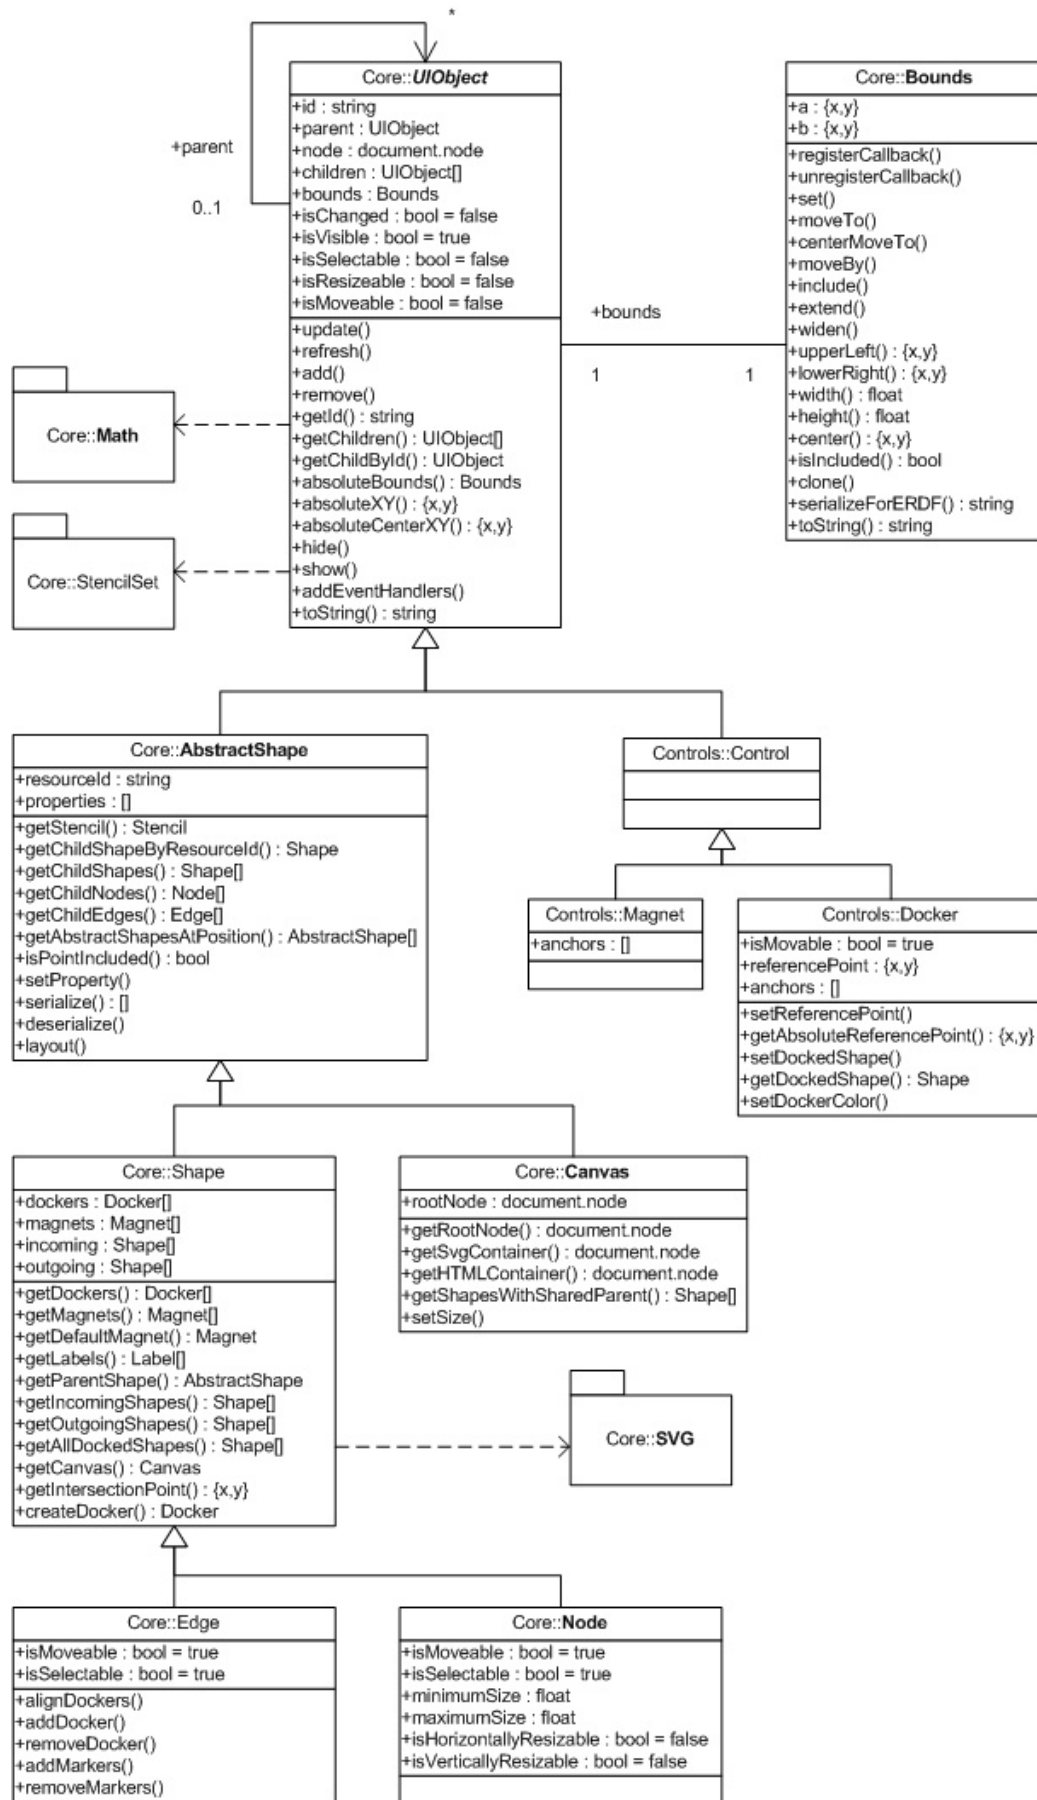 *
Core::UIObject
+id : string
+parent : UIObject
+node : document.node
+children : UIObject[]
+bounds : Bounds
+isChanged : bool = false
+isVisible : bool = true
+isSelectable : bool = false
+isResizeable : bool = false
+isMoveable : bool = false
+update()
+refresh()
+add()
+remove()
+getId() : string
+getChildren() : UIObject[]
+getChildById() : UIObject
+absoluteBounds() : Bounds
+absoluteXY() : {x,y}
+absoluteCenterXY() : {x,y}
+hide()
+show()
+addEventHandlers()
+toString() : string
+parent
0..1
+bounds
1
1
Core::Bounds
+a : {x,y}
+b : {x,y}
+registerCallback()
+unregisterCallback()
+set()
+moveTo()
+centerMoveTo()
+moveBy()
+include()
+extend()
+widen()
+upperLeft() : {x,y}
+lowerRight() : {x,y}
+width() : float
+height() : float
+center() : {x,y}
+isIncluded() : bool
+clone()
+serializeForERDF() : string
+toString() : string
Core::Math
Core::StencilSet
Core::AbstractShape
+resourceId : string
+properties : []
+getStencil() : Stencil
+getChildShapeByResourceId() : Shape
+getChildShapes() : Shape[]
+getChildNodes() : Node[]
+getChildEdges() : Edge[]
+getAbstractShapesAtPosition() : AbstractShape[]
+isPointIncluded() : bool
+setProperty()
+serialize() : []
+deserialize()
+layout()
Controls::Control
Controls::Magnet
+anchors : []
Controls::Docker
+isMovable : bool = true
+referencePoint : {x,y}
+anchors : []
+setReferencePoint()
+getAbsoluteReferencePoint() : {x,y}
+setDockedShape()
+getDockedShape() : Shape
+setDockerColor()
Core::Shape
+dockers : Docker[]
+magnets : Magnet[]
+incoming : Shape[]
+outgoing : Shape[]
+getDockers() : Docker[]
+getMagnets() : Magnet[]
+getDefaultMagnet() : Magnet
+getLabels() : Label[]
+getParentShape() : AbstractShape
+getIncomingShapes() : Shape[]
+getOutgoingShapes() : Shape[]
+getAllDockedShapes() : Shape[]
+getCanvas() : Canvas
+getIntersectionPoint() : {x,y}
+createDocker() : Docker
Core::Canvas
+rootNode : document.node
+getRootNode() : document.node
+getSvgContainer() : document.node
+getHTMLContainer() : document.node
+getShapesWithSharedParent() : Shape[]
+setSize()
Core::SVG
Core::Edge
+isMoveable : bool = true
+isSelectable : bool = true
+alignDockers()
+addDocker()
+removeDocker()
+addMarkers()
+removeMarkers()
Core::Node
+isMoveable : bool = true
+isSelectable : bool = true
+minimumSize : float
+maximumSize : float
+isHorizontallyResizable : bool = false
+isVerticallyResizable : bool = false